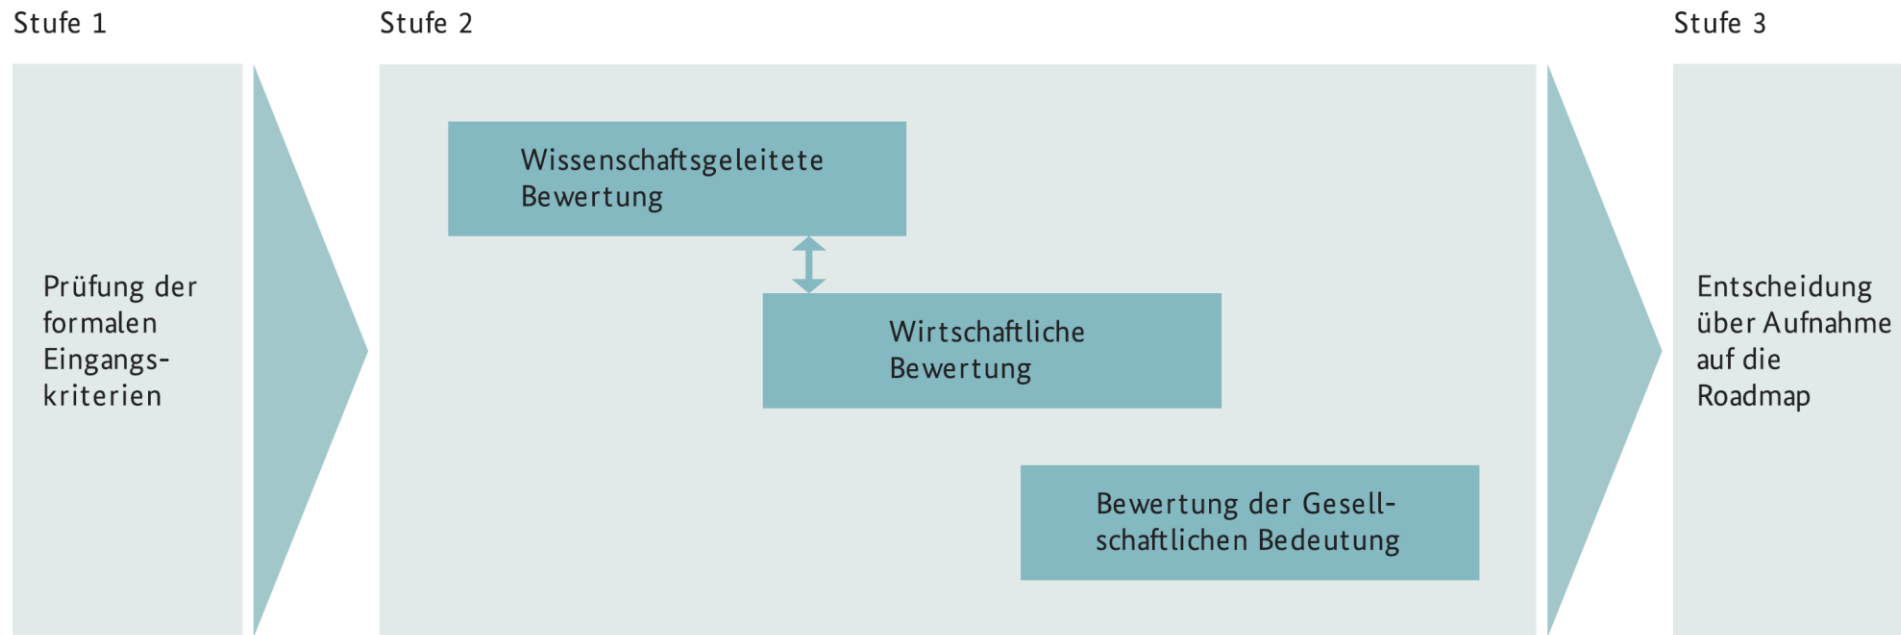 Stufe 1
Stufe 2
Stufe 3
Prüfung der
formalen
Eingangs-
kriterien
Wissenschaftsgeleitete
Bewertung
Wirtschaftliche
Bewertung
Bewertung der Gesell-
schaftlichen Bedeutung
Entscheidung
über Aufnahme
auf die
Roadmap